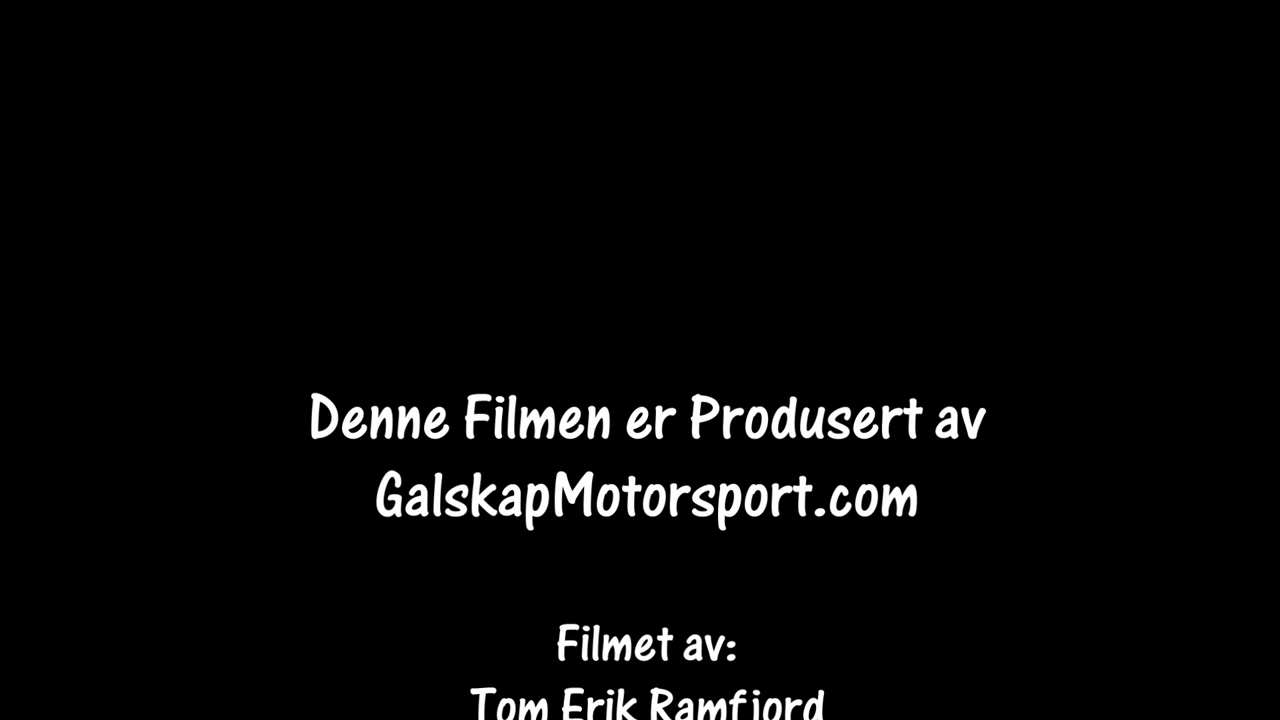 Denne Filmen er Produsert av
GalskapMotorsport.com
Filmet av:
Tom Erik Ramfjord